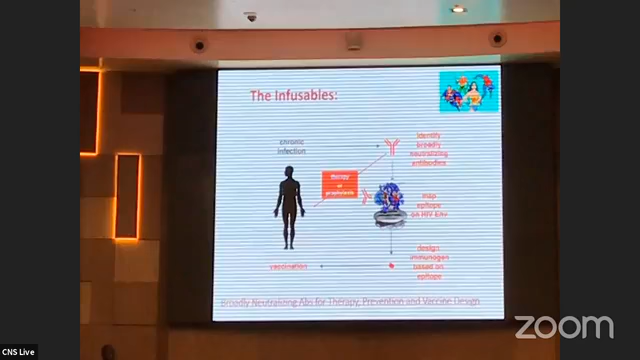 The Infusables:
chronic
infection
identify
broadly
neutralizing
antibodies
therapy
or
prophylaxis
map
epitope
on HIV Env
design
immunogen
based on
epitope
vaccination
Broadly Neutralizing Abs for Therapy, Prevention and Vaccine Design
zoom
CNS Live